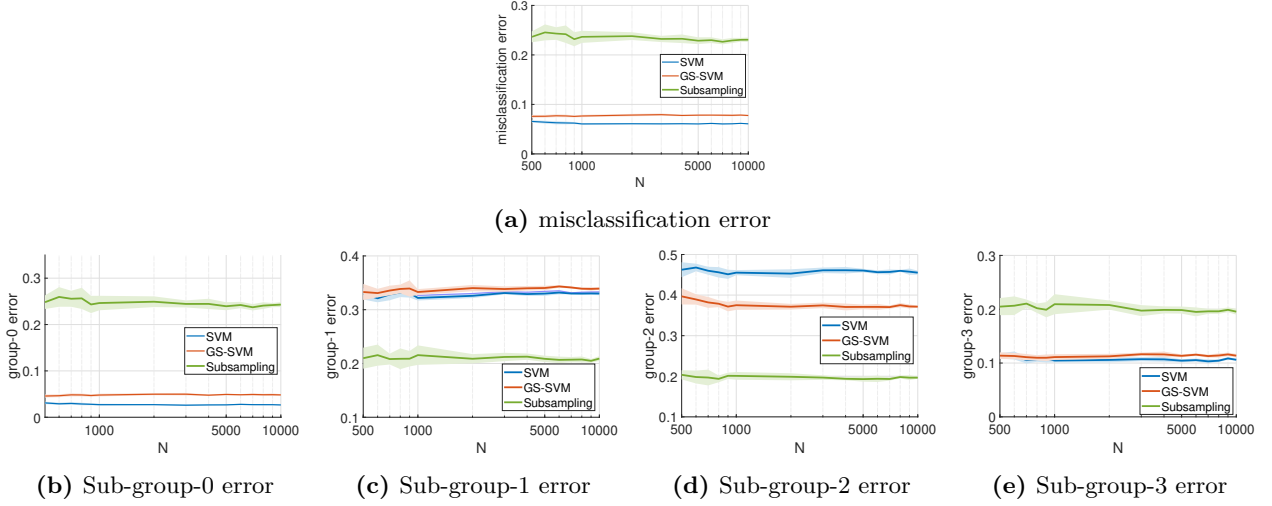 misclassification error
0.3
0.2
0.1
0
SVM
GS-SVM
Subsampling
500 1000 5000 10000
N
(a) misclassification error
group-0 error
0.3
0.2
0.1
0
SVM
GS-SVM
Subsampling
1000 5000 10000
N
(b) Sub-group-0 error
group-1 error
0.4
0.3
0.2
0.1
SVM
GS-SVM
Subsampling
500 1000 5000 10000
N
(c) Sub-group-1 error
group-2 error
0.5
0.4
0.3
0.2
0.1
SVM
GS-SVM
Subsampling
500 1000 5000 10000
N
(d) Sub-group-2 error
group-3 error
0.3
0.2
0.1
0
SVM
GS-SVM
Subsampling
500 1000 5000 10000
N
(e) Sub-group-3 error